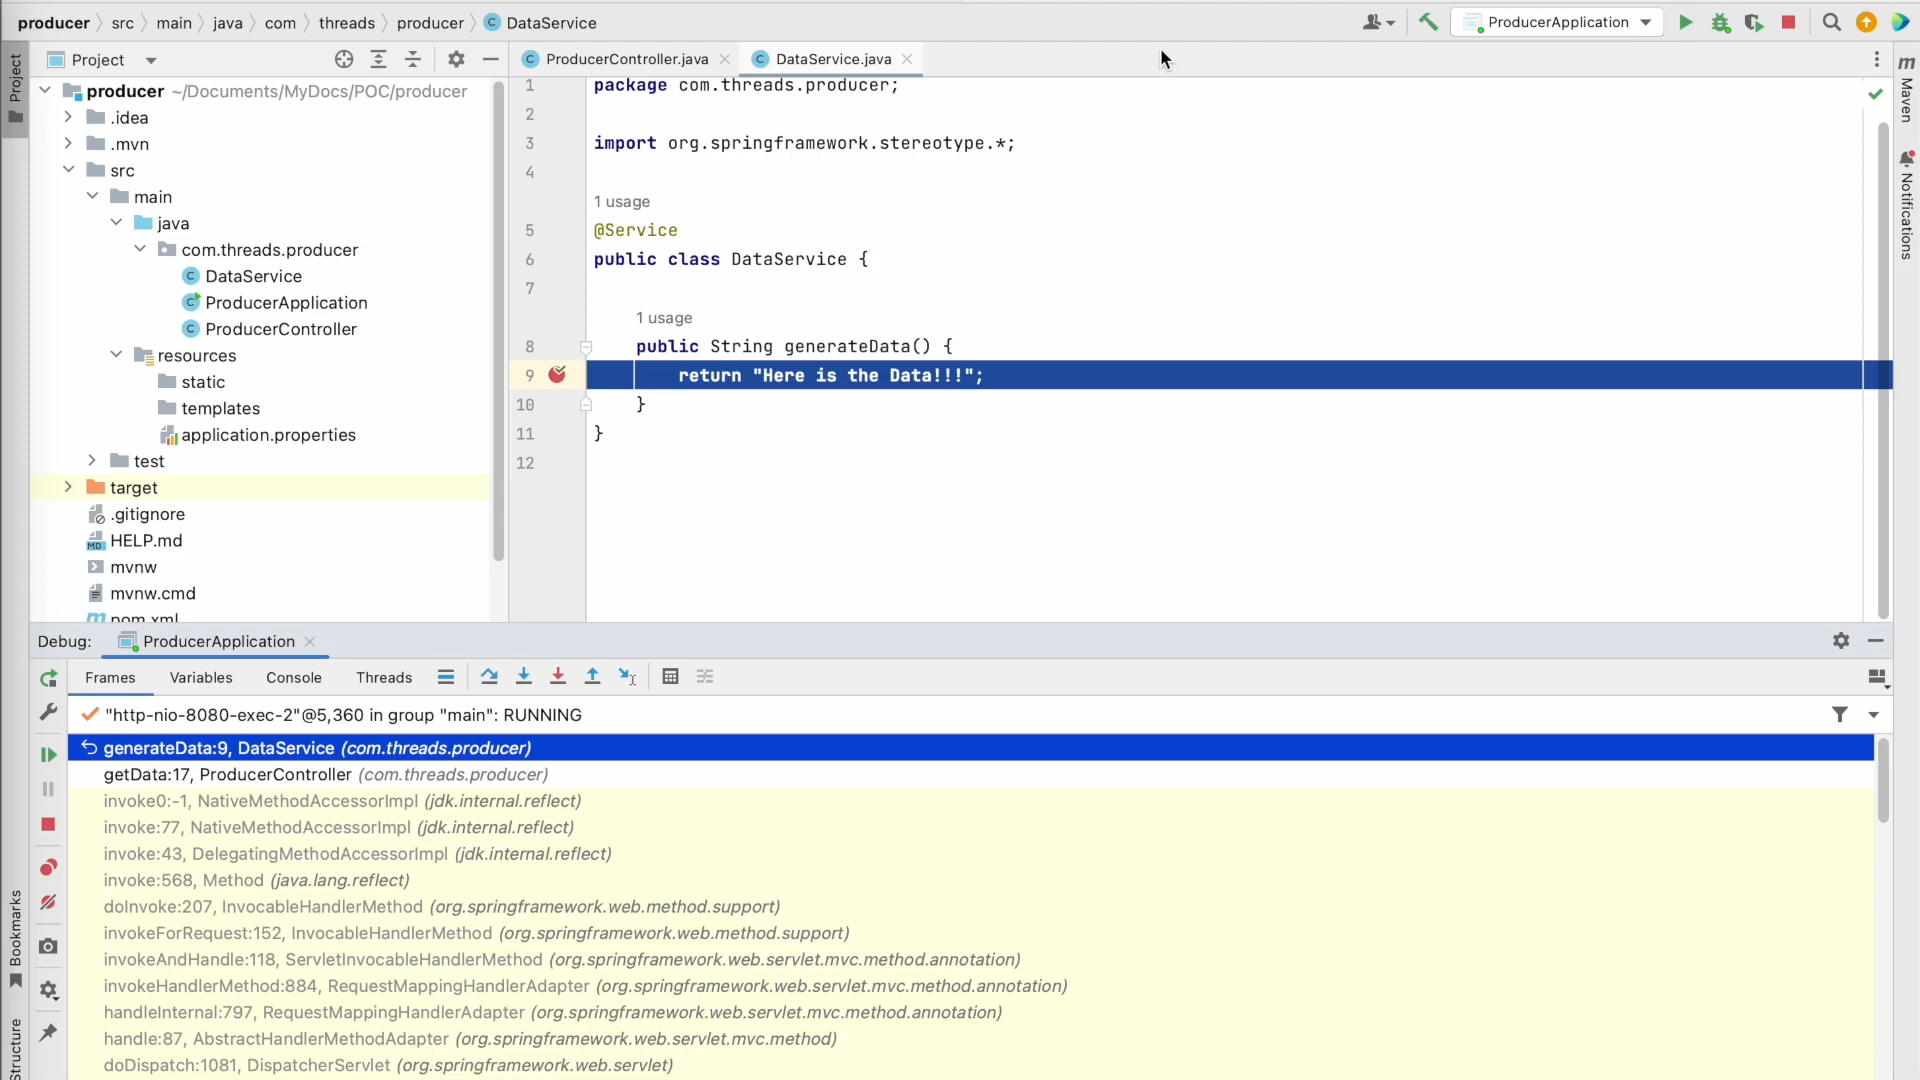 producer src main java com threads producer DataService
ProducerApplication
Project
ProducerController.java DataService.java
Project
producer ~/Documents/MyDocs/POC/producer
.idea
.mvn
src
main
java
com.threads.producer
DataService
ProducerApplication
ProducerController
resources
static
templates
application.properties
test
target
.gitignore
HELP.md
mvnw
mvnw.cmd
pom.xml
1 package com.threads.producer;
2
3 import org.springframework.stereotype.*;
4
1 usage
5 @Service
6 public class DataService {
7
1 usage
8 public String generateData() {
9 return "Here is the Data!!!";
10 }
11 }
12
Maven
Notifications
Debug: ProducerApplication
Frames Variables Console Threads
"http-nio-8080-exec-2"@5,360 in group "main": RUNNING
generateData:9, DataService (com.threads.producer)
getData:17, ProducerController (com.threads.producer)
invoke0:-1, NativeMethodAccessorImpl (jdk.internal.reflect)
invoke:77, NativeMethodAccessorImpl (jdk.internal.reflect)
invoke:43, DelegatingMethodAccessorImpl (jdk.internal.reflect)
invoke:568, Method (java.lang.reflect)
doInvoke:207, InvocableHandlerMethod (org.springframework.web.method.support)
invokeForRequest:152, InvocableHandlerMethod (org.springframework.web.method.support)
invokeAndHandle:118, ServletInvocableHandlerMethod (org.springframework.web.servlet.mvc.method.annotation)
invokeHandlerMethod:884, RequestMappingHandlerAdapter (org.springframework.web.servlet.mvc.method.annotation)
handleInternal:797, RequestMappingHandlerAdapter (org.springframework.web.servlet.mvc.method.annotation)
handle:87, AbstractHandlerMethodAdapter (org.springframework.web.servlet.mvc.method)
doDispatch:1081, DispatcherServlet (org.springframework.web.servlet)
Bookmarks
Structure